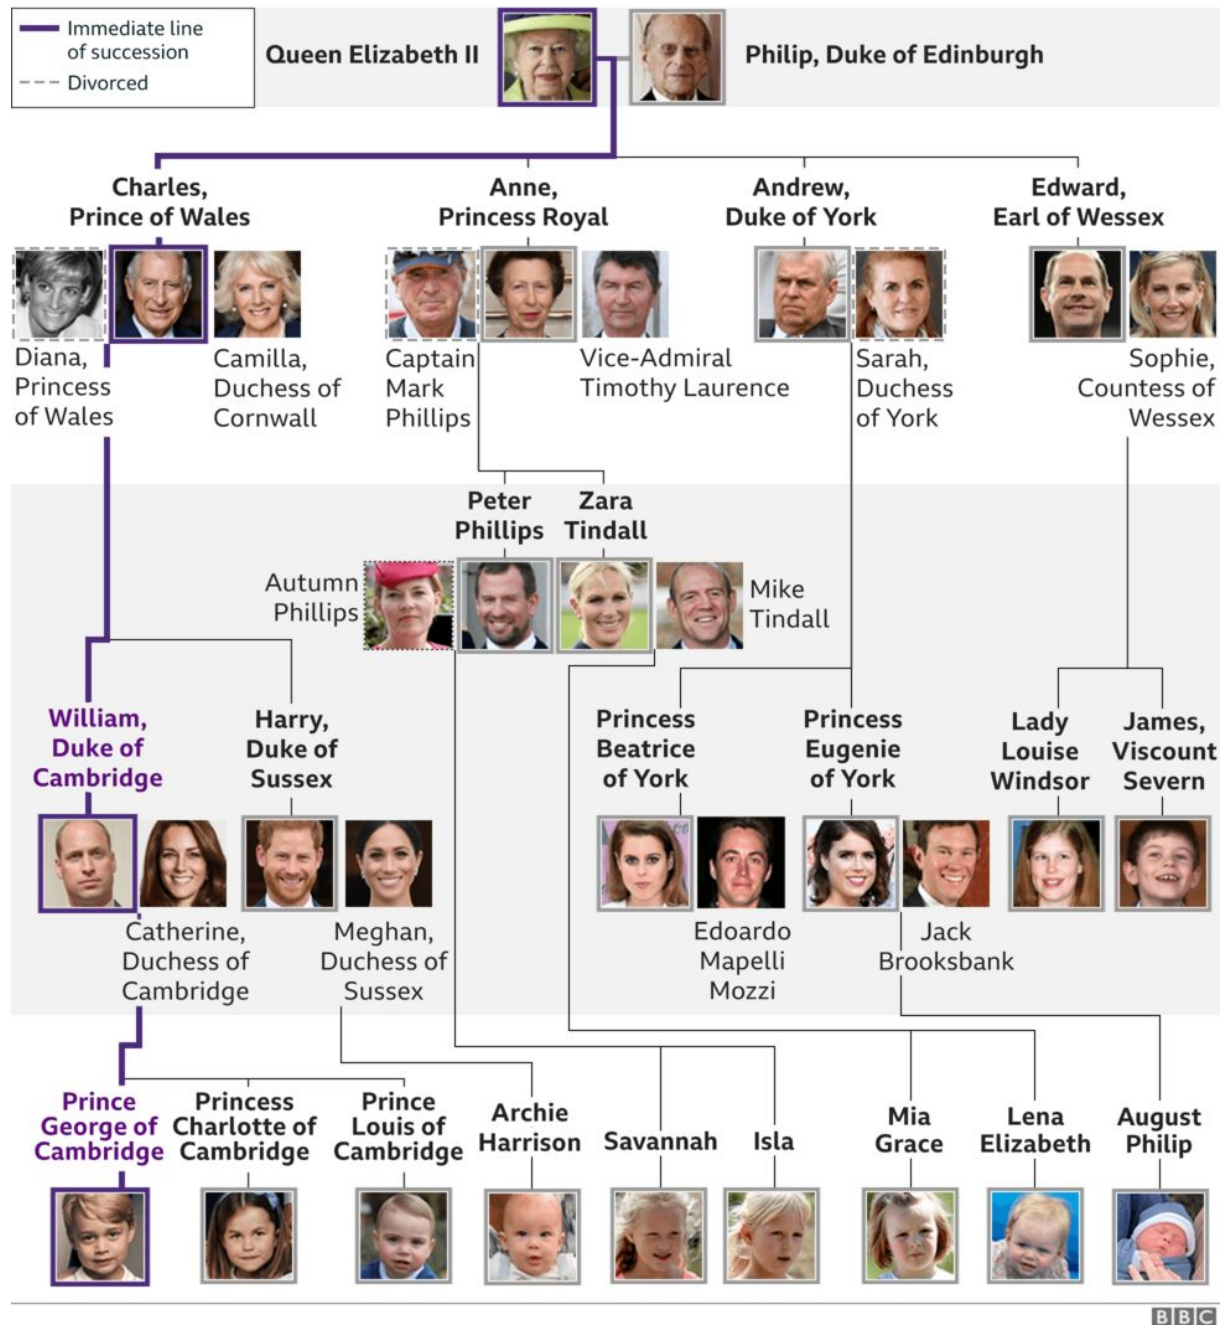 Immediate line
of succession
Divorced
Queen Elizabeth II
Philip, Duke of Edinburgh
Charles,
Prince of Wales
Anne,
Princess Royal
Andrew,
Duke of York
Edward,
Earl of Wessex
Diana,
Princess
of Wales
Camilla,
Duchess of
Cornwall
Captain
Mark
Phillips
Vice-Admiral
Timothy Laurence
Sarah,
Duchess
of York
Sophie,
Countess of
Wessex
Peter
Phillips
Zara
Tindall
Autumn
Phillips
Mike
Tindall
William,
Duke of
Cambridge
Harry,
Duke of
Sussex
Princess
Beatrice
of York
Princess
Eugenie
of York
Lady
Louise
Windsor
James,
Viscount
Severn
Catherine,
Duchess of
Cambridge
Meghan,
Duchess of
Sussex
Edoardo
Mapelli
Mozzi
Jack
Brooksbank
Prince
George of
Cambridge
Princess
Charlotte of
Cambridge
Prince
Louis of
Cambridge
Archie
Harrison
Savannah
Isla
Mia
Grace
Lena
Elizabeth
August
Philip
BBC